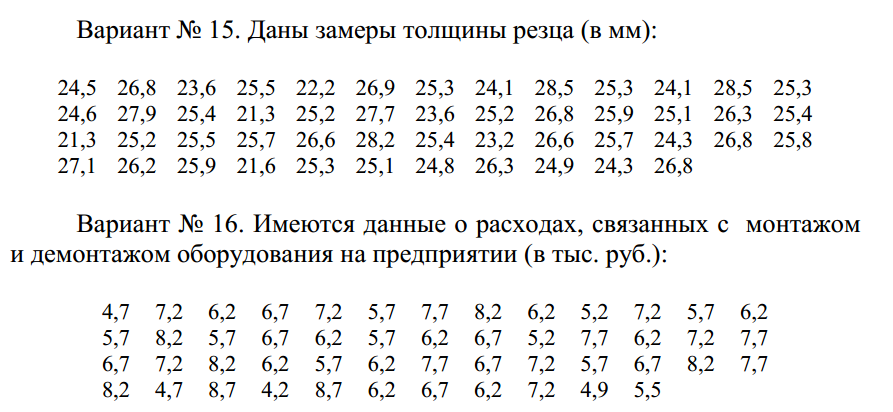 Вариант № 15. Даны замеры толщины резца (в мм):
24,5 26,8 23,6 25,5 22,2 26,9 25,3 24,1 28,5 25,3 24,1 28,5 25,3
24,6 27,9 25,4 21,3 25,2 27,7 23,6 25,2 26,8 25,9 25,1 26,3 25,4
21,3 25,2 25,5 25,7 26,6 28,2 25,4 23,2 26,6 25,7 24,3 26,8 25,8
27,1 26,2 25,9 21,6 25,3 25,1 24,8 26,3 24,9 24,3 26,8
Вариант № 16. Имеются данные о расходах, связанных с монтажом
и демонтажом оборудования на предприятии (в тыс. руб.):
4,7 7,2 6,2 6,7 7,2 5,7 7,7 8,2 6,2 5,2 7,2 5,7 6,2
5,7 8,2 5,7 6,7 6,2 5,7 6,2 6,7 5,2 7,7 6,2 7,2 7,7
6,7 7,2 8,2 6,2 5,7 6,2 7,7 6,7 7,2 5,7 6,7 8,2 7,7
8,2 4,7 8,7 4,2 8,7 6,2 6,7 6,2 7,2 4,9 5,5